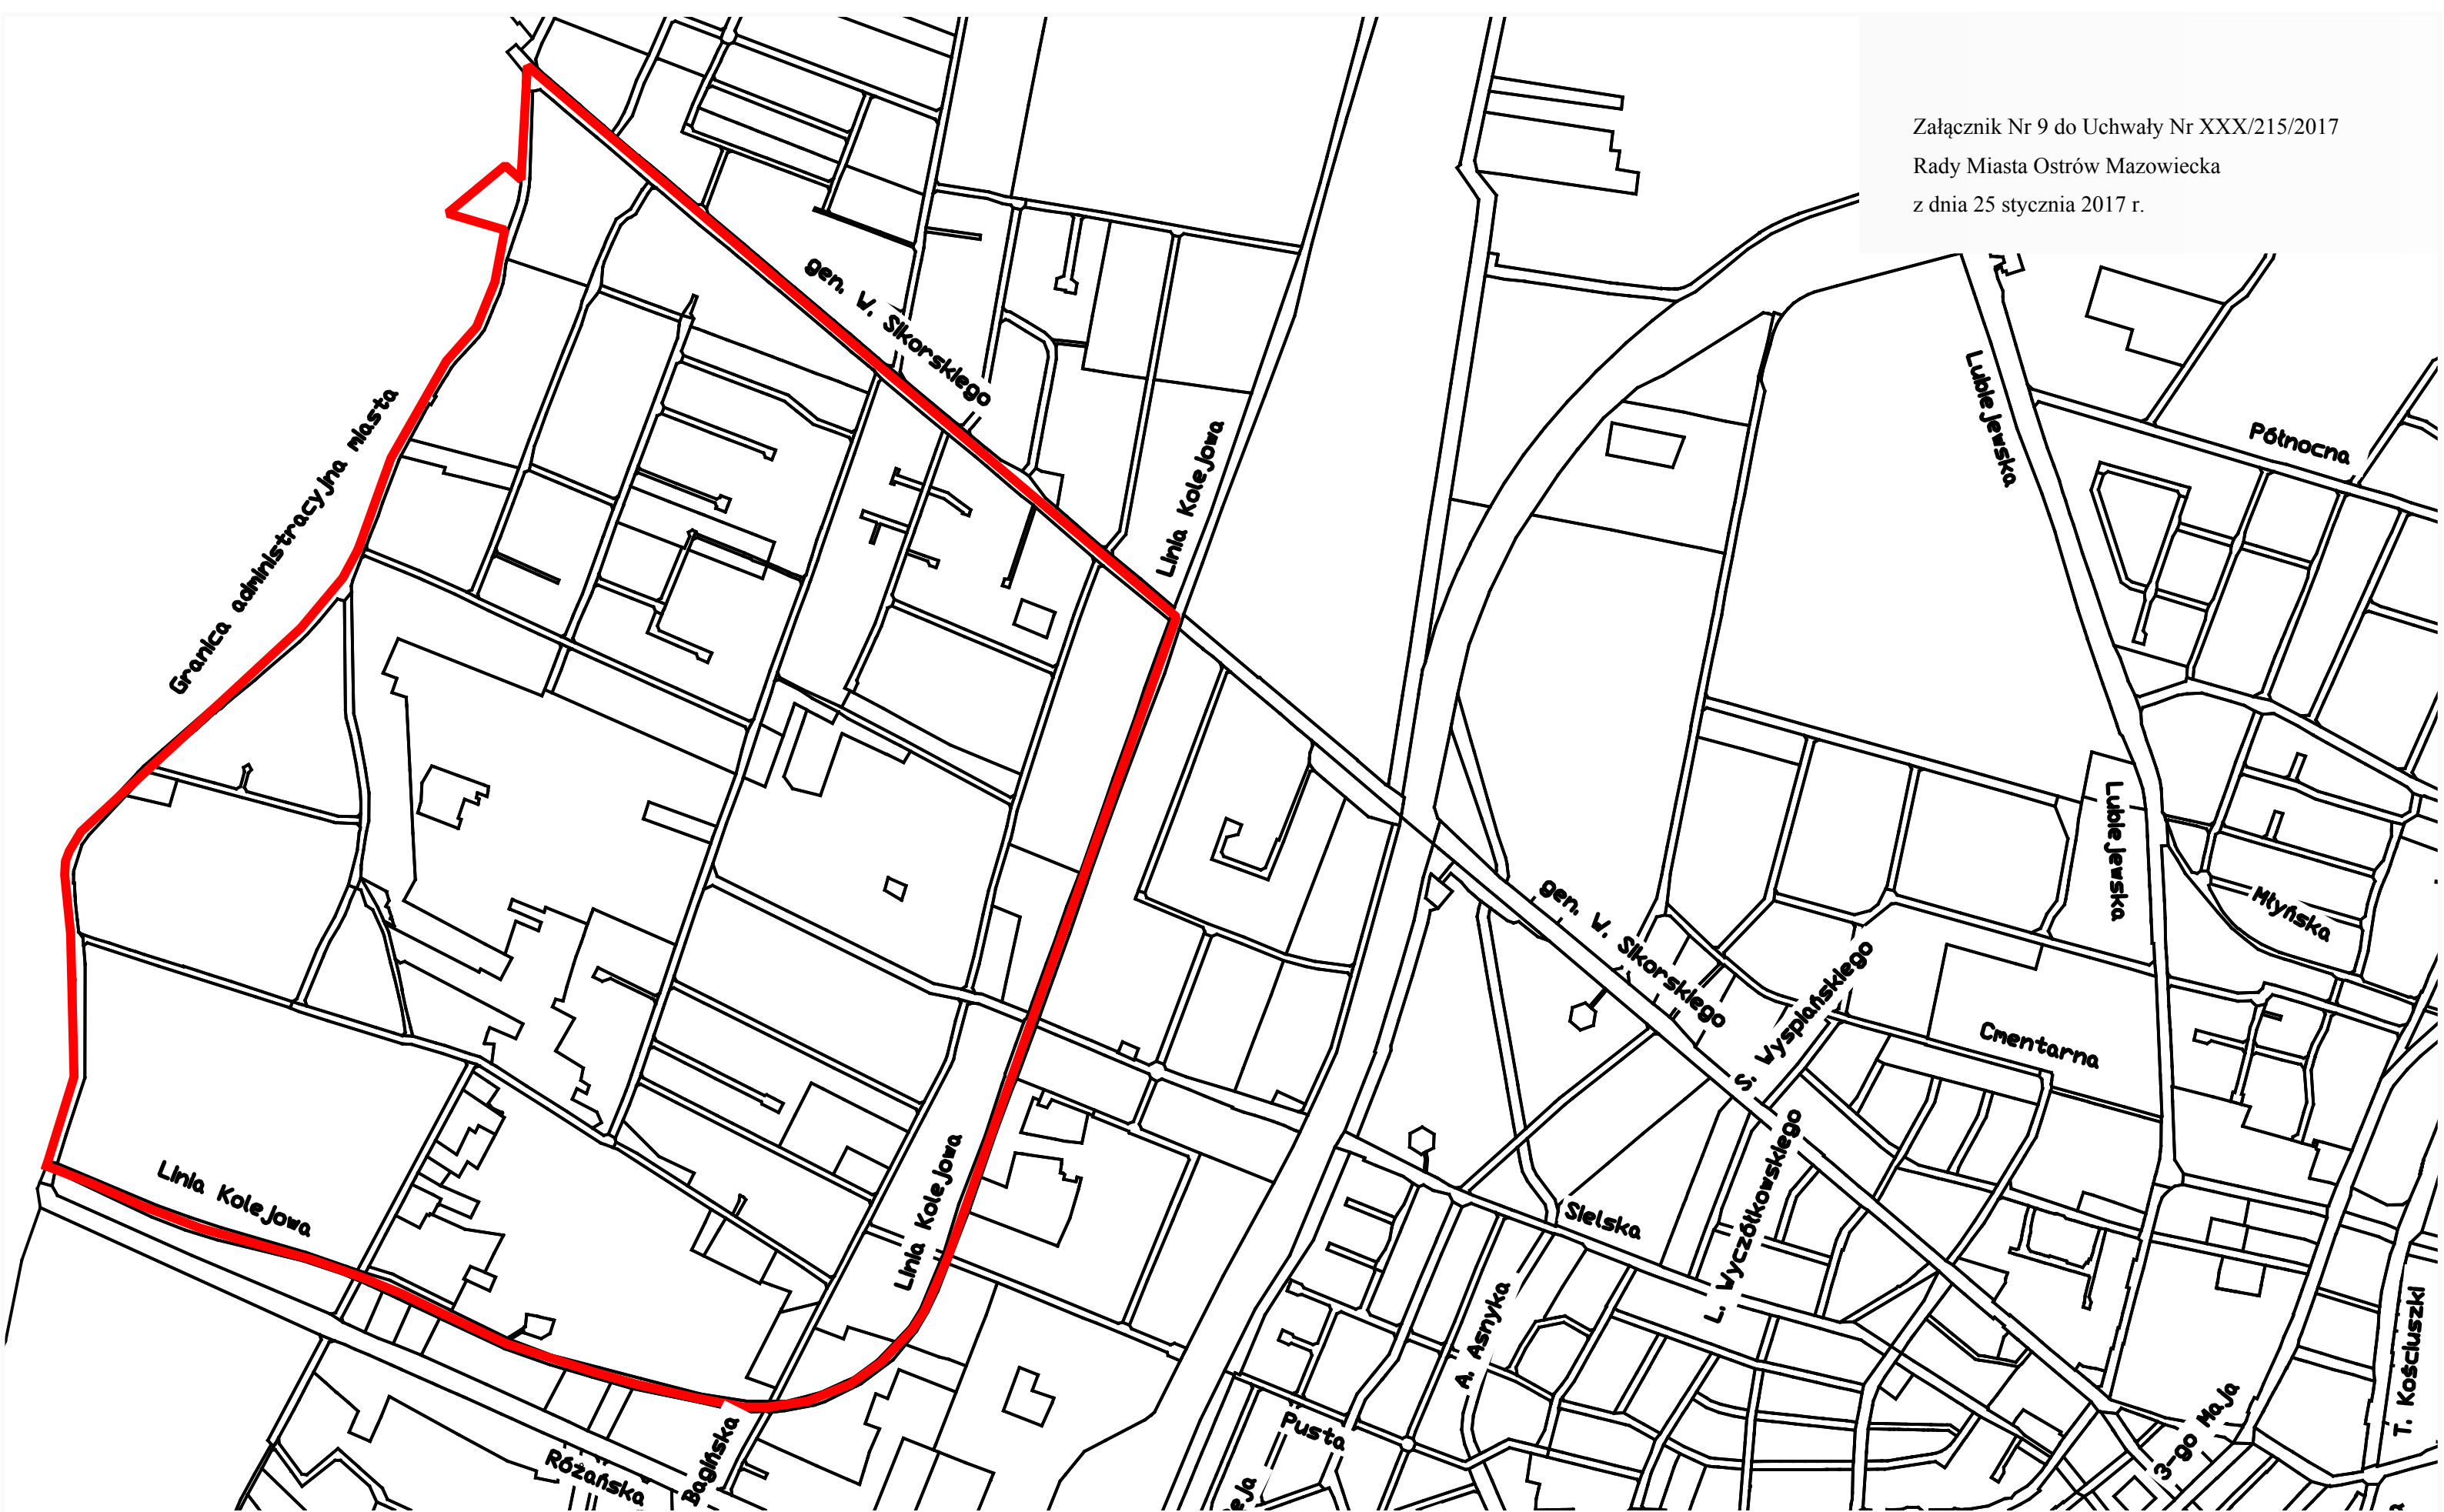 Załącznik Nr 9 do Uchwały Nr XXX/215/2017
Rady Miasta Ostrów Mazowiecka
z dnia 25 stycznia 2017 r.
gen. W. Sikorskiego
Granica administracyjna miasta
Linia Kolejowa
Lubiejewska
Północna
Lubiejewska
Młyńska
gen. W. Sikorskiego
S. Wyspiańskiego
Cmentarna
Linia Kolejowa
Linia Kolejowa
L. Wyczółkowskiego
Sielska
A. Asnyka
T. Kościuszki
3-go Maja
Pusta
Bagińska
Różańska